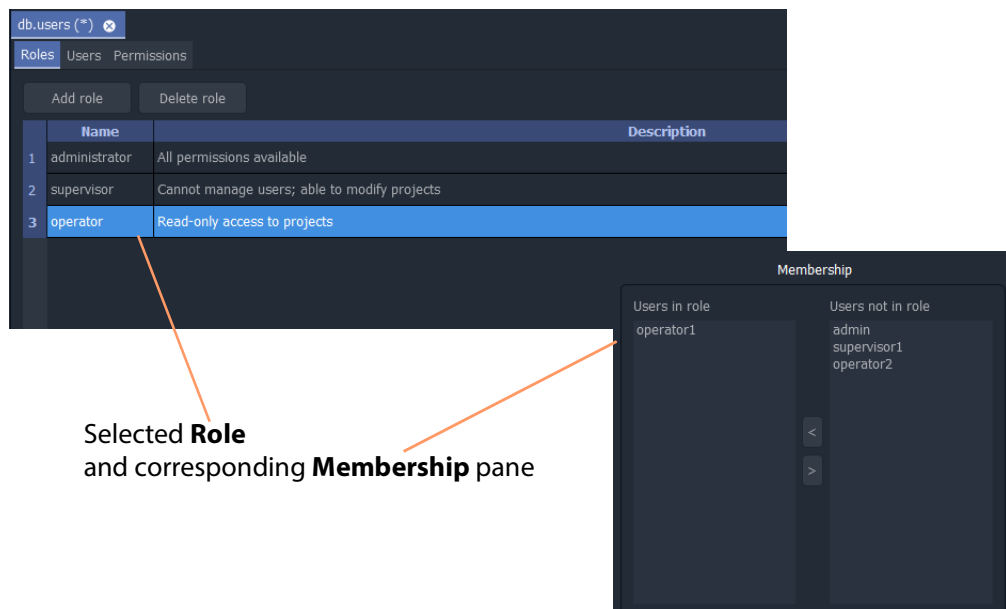 db.users (*)
Roles Users Permissions
Add role Delete role
Name Description
1 administrator All permissions available
2 supervisor Cannot manage users; able to modify projects
3 operator Read-only access to projects
Membership
Users in role Users not in role
operator1 admin
supervisor1
operator2
<
>
Selected Role
and corresponding Membership pane